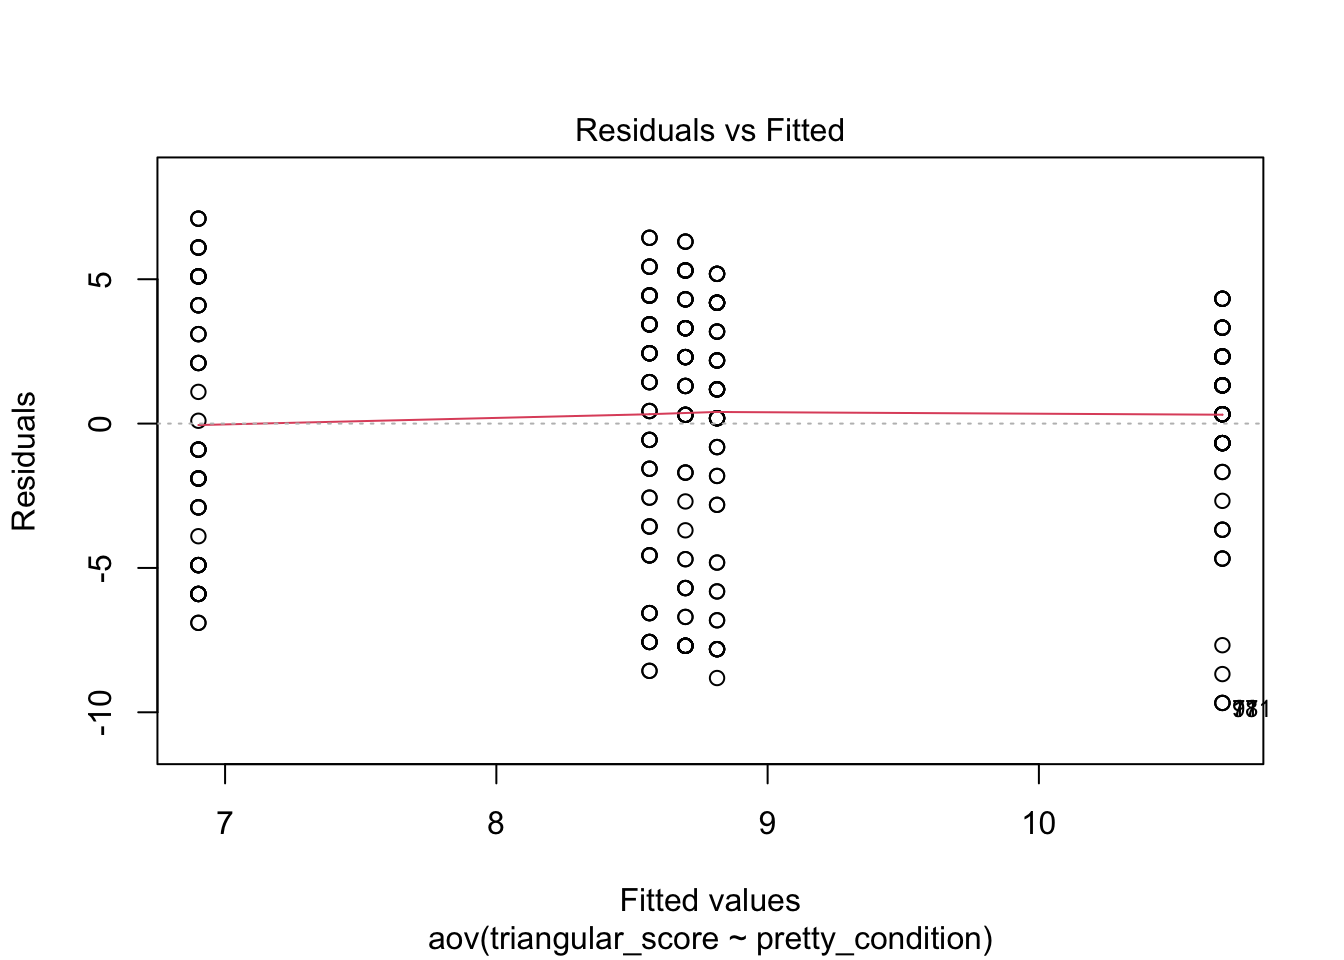 Residuals vs Fitted
Residuals
5
0
-5
-10
7
8
9
10
Fitted values
aov(triangular_score ~ pretty_condition)